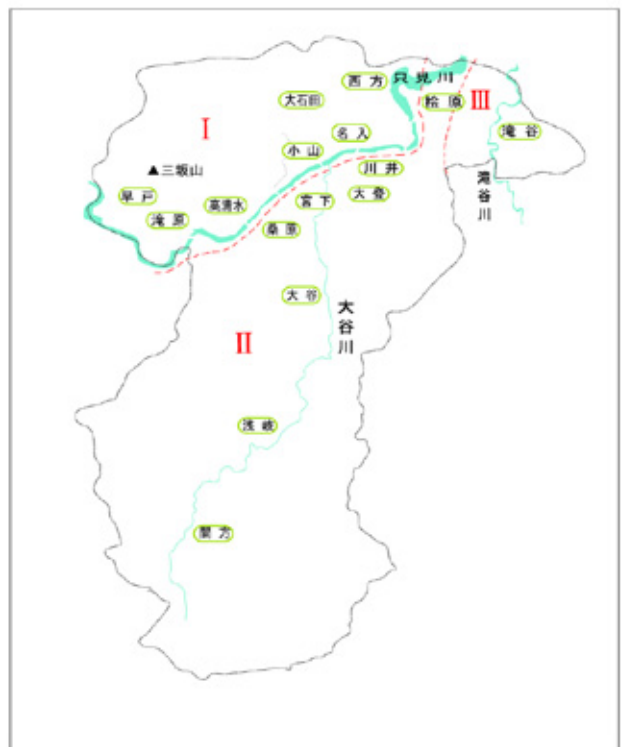 西方
只見川
大石田
桧原
III
I
名入
滝谷
小山
川井
▲三坂山
滝谷川
早戸
高清水
宮下
大登
滝原
桑原
大谷
大谷川
II
浅岐
間方